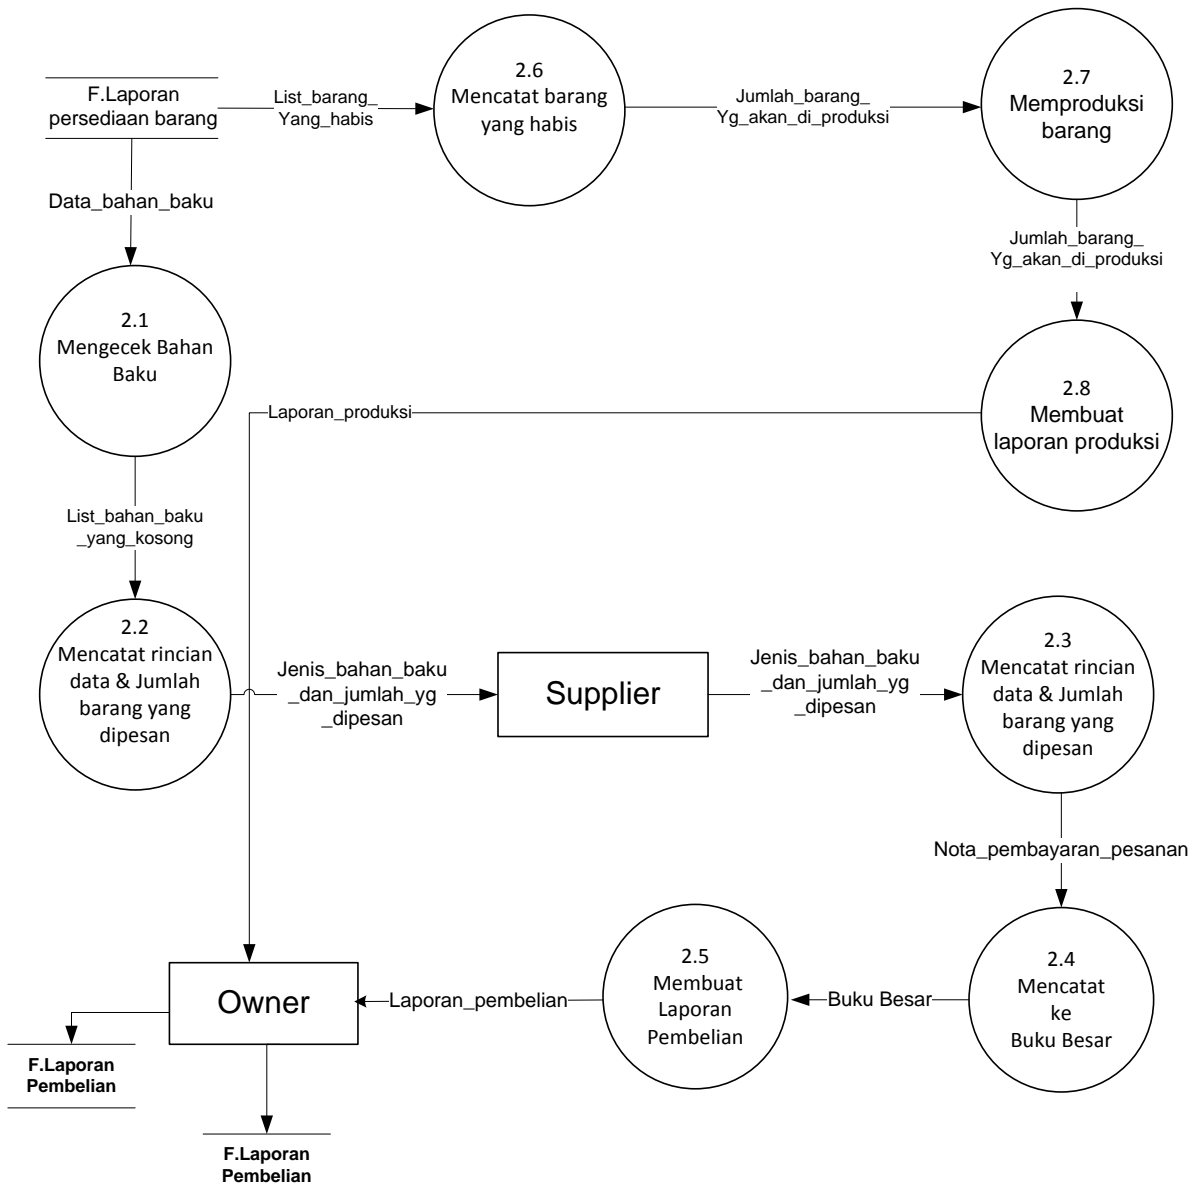 F.Laporan
persediaan barang
List_barang_
Yang_habis
2.6
Mencatat barang
yang habis
Jumlah_barang_
Yg_akan_di_produksi
2.7
Memproduksi
barang
Data_bahan_baku
Jumlah_barang_
Yg_akan_di_produksi
2.1
Mengecek Bahan
Baku
2.8
Membuat
laporan produksi
Laporan_produksi
List_bahan_baku
_yang_kosong
2.2
Mencatat rincian
data & Jumlah
barang yang
dipesan
Jenis_bahan_baku
_dan_jumlah_yg
_dipesan
Supplier
Jenis_bahan_baku
_dan_jumlah_yg
_dipesan
2.3
Mencatat rincian
data & Jumlah
barang yang
dipesan
Nota_pembayaran_pesanan
2.4
Mencatat
ke
Buku Besar
Buku Besar
2.5
Membuat
Laporan
Pembelian
Laporan_pembelian
Owner
F.Laporan
Pembelian
F.Laporan
Pembelian